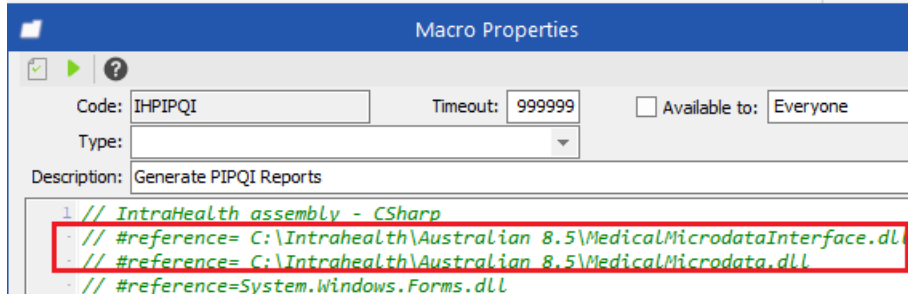 Macro Properties
Code: IHPIPQI Timeout: 999999 Available to: Everyone
Type:
Description: Generate PIPQI Reports
1 // IntraHealth assembly - CSharp
// #reference= C:\Intrahealth\Australian 8.5\MedicalMicrodataInterface.dll
// #reference= C:\Intrahealth\Australian 8.5\MedicalMicrodata.dll
// #reference=System.Windows.Forms.dll